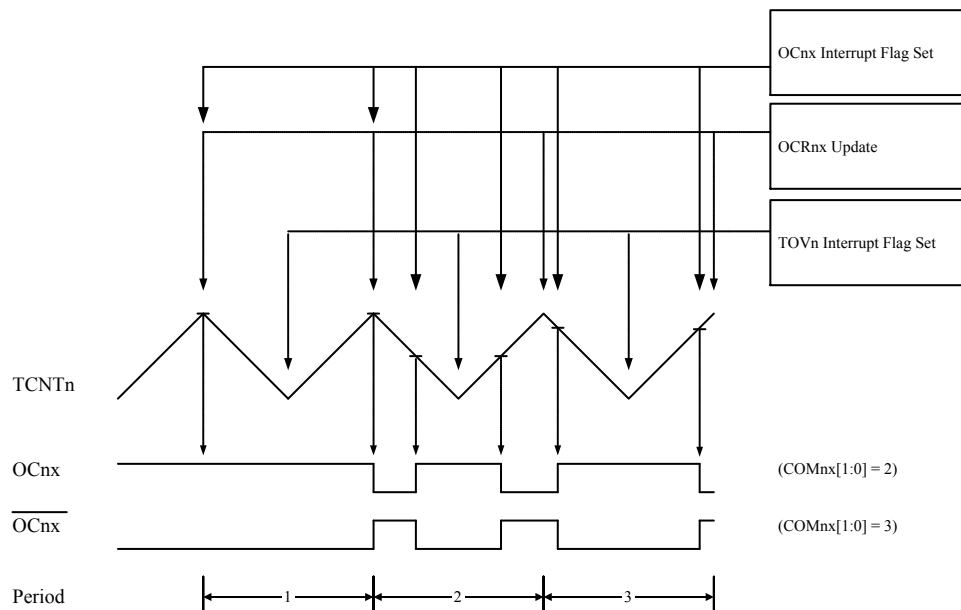 OCnx Interrupt Flag Set
OCRnx Update
TOVn Interrupt Flag Set
TCNTn
OCnx
(COMnx[1:0] = 2)
OCnx
(COMnx[1:0] = 3)
Period
1
2
3